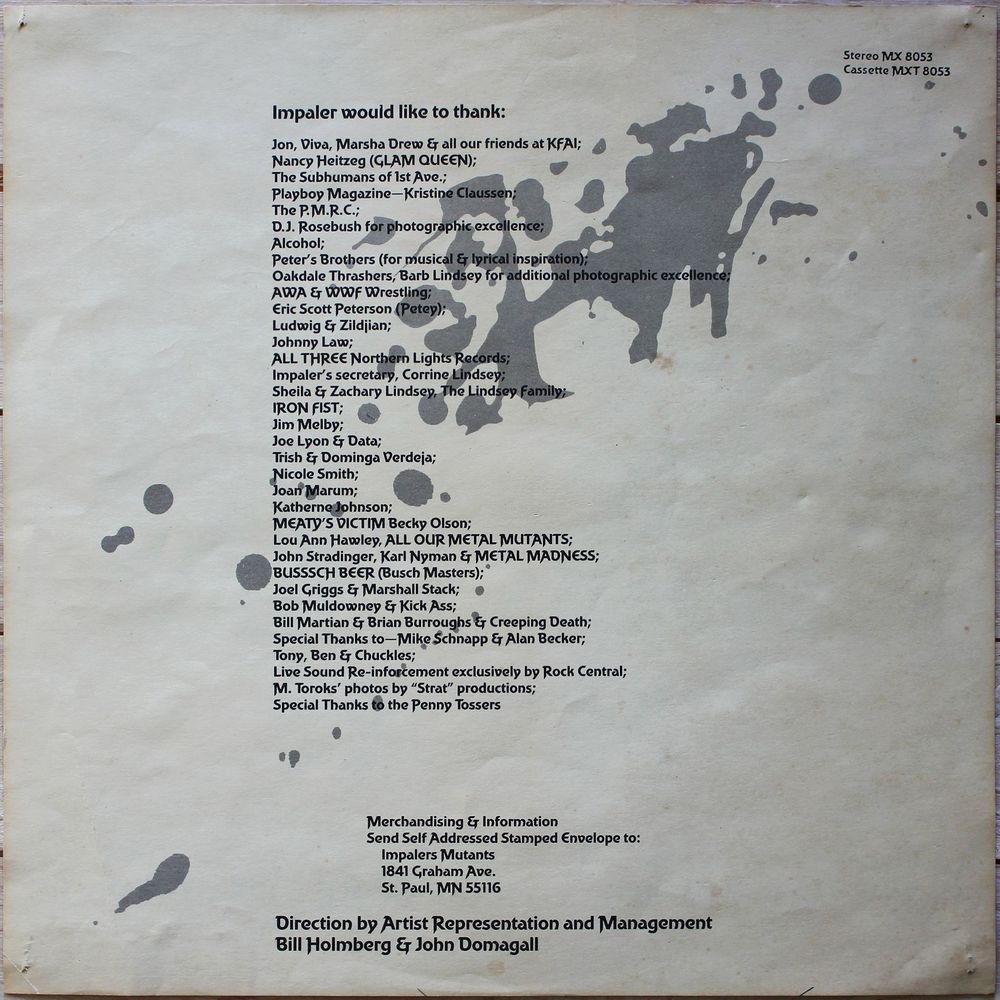 Stereo MX 8053
Cassette MXT 8053
Impaler would like to thank:
Jon, Viva, Marsha Drew & all our friends at KFAI;
Nancy Heitzeg (GLAM QUEEN);
The Subhumans of 1st Ave.;
Playboy Magazine—Kristine Claussen;
The P.M.R.C.;
D.J. Rosebush for photographic excellence;
Alcohol;
Peter's Brothers (for musical & lyrical inspiration);
Oakdale Thrashers, Barb Lindsey for additional photographic excellence;
AWA & WWF Wrestling;
Eric Scott Peterson (Petey);
Ludwig & Zildjian;
Johnny Law;
ALL THREE Northern Lights Records;
Impaler's secretary, Corrine Lindsey;
Sheila & Zachary Lindsey, The Lindsey Family;
IRON FIST;
Jim Melby;
Joe Lyon & Data;
Trish & Dominga Verdeja;
Nicole Smith;
Joan Marum;
Katherne Johnson;
MEATY'S VICTIM Becky Olson;
Lou Ann Hawley, ALL OUR METAL MUTANTS;
John Stradinger, Karl Nyman & METAL MADNESS;
BUSSSCH BEER (Busch Masters);
Joel Griggs & Marshall Stack;
Bob Muldowney & Kick Ass;
Bill Martian & Brian Burroughs & Creeping Death;
Special Thanks to—Mike Schnapp & Alan Becker;
Tony, Ben & Chuckles;
Live Sound Re-inforcement exclusively by Rock Central;
M. Toroks' photos by "Strat" productions;
Special Thanks to the Penny Tossers
Merchandising & Information
Send Self Addressed Stamped Envelope to:
Impalers Mutants
1841 Graham Ave.
St. Paul, MN 55116
Direction by Artist Representation and Management
Bill Holmberg & John Domagall